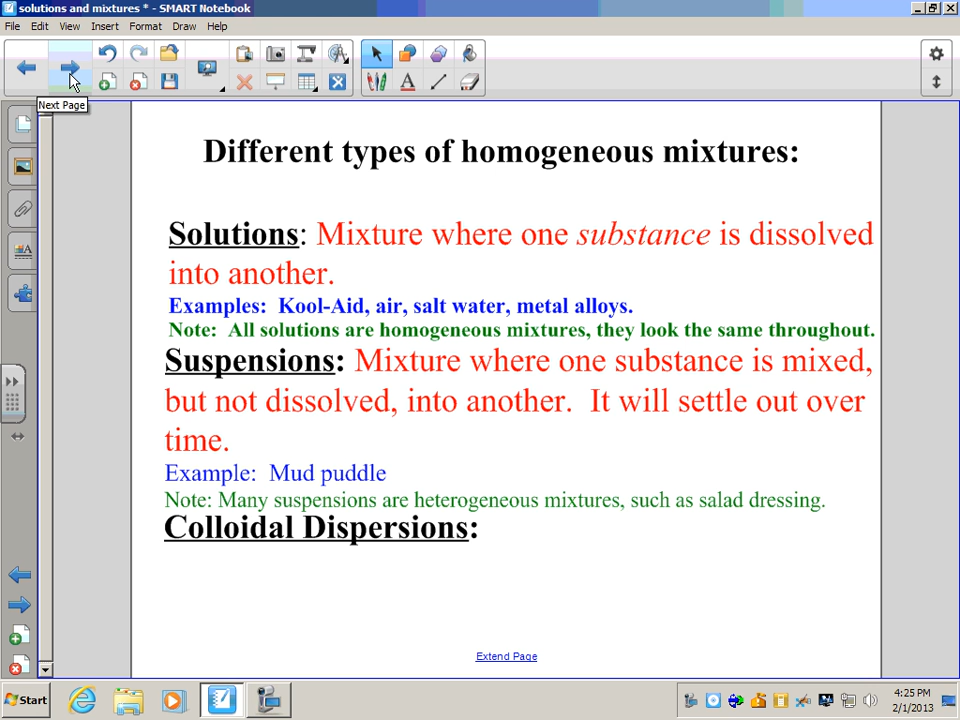 solutions and mixtures * - SMART Notebook
File Edit View Insert Format Draw Help
Next Page
Different types of homogeneous mixtures:
Solutions: Mixture where one substance is dissolved
into another.
Examples: Kool-Aid, air, salt water, metal alloys.
Note: All solutions are homogeneous mixtures, they look the same throughout.
Suspensions: Mixture where one substance is mixed,
but not dissolved, into another. It will settle out over
time.
Example: Mud puddle
Note: Many suspensions are heterogeneous mixtures, such as salad dressing.
Colloidal Dispersions:
Extend Page
Start
4:25 PM
2/1/2013